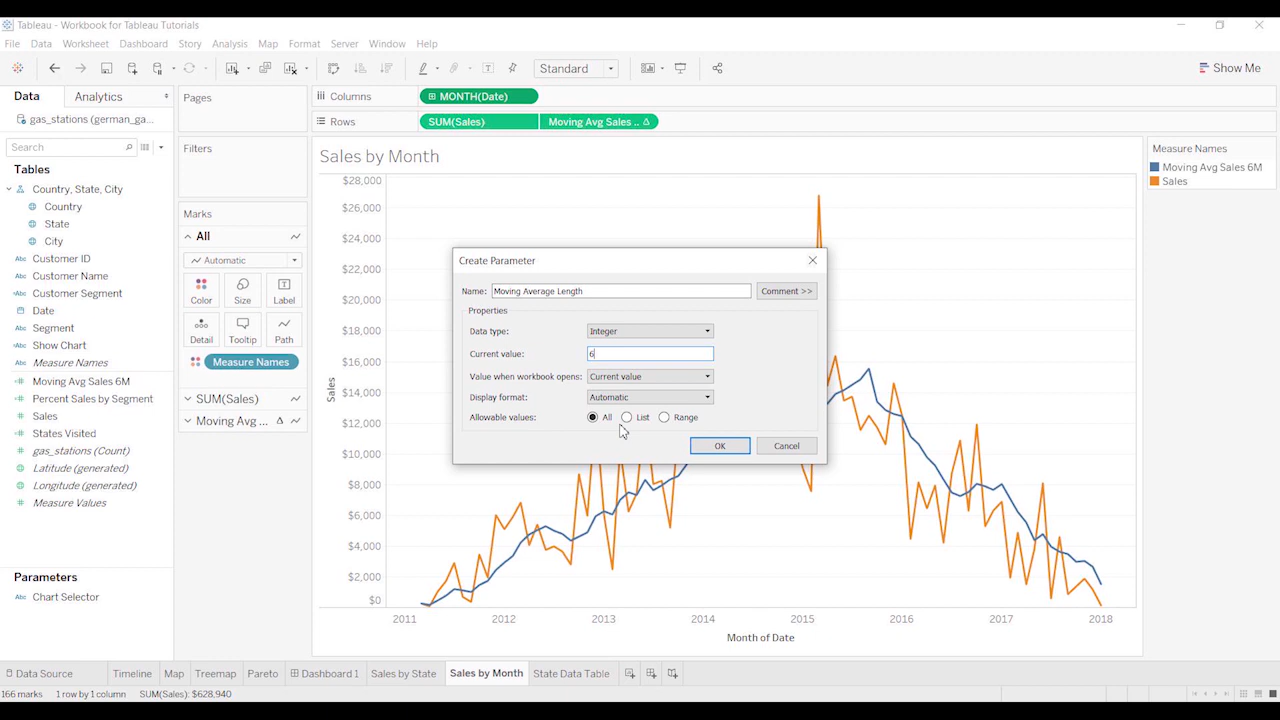 Tableau - Workbook for Tableau Tutorials
File Data Worksheet Dashboard Story Analysis Map Format Server Window Help
Standard
Show Me
Data Analytics
gas_stations (german_ga...
Search
Tables
Country, State, City
Country
State
City
Abc Customer ID
Abc Customer Name
Abc Customer Segment
Date
Abc Segment
Abc Show Chart
Abc Measure Names
Moving Avg Sales 6M
Percent Sales by Segment
Sales
States Visited
gas_stations (Count)
Latitude (generated)
Longitude (generated)
Measure Values
Parameters
Abc Chart Selector
Pages
Filters
Marks
All
Automatic
Color Size Label
Detail Tooltip Path
Measure Names
SUM(Sales)
Moving Avg ...
Columns MONTH(Date)
Rows SUM(Sales) Moving Avg Sales ..
Sales by Month
$28,000
$26,000
$24,000
$22,000
$20,000
$18,000
$16,000
$14,000
$12,000
$10,000
$8,000
$6,000
$4,000
$2,000
$0
Sales
2011 2012 2013 2014 2015 2016 2017 2018
Month of Date
Create Parameter
Name: Moving Average Length Comment >>
Properties
Data type: Integer
Current value: 6
Value when workbook opens: Current value
Display format: Automatic
Allowable values: All List Range
OK Cancel
Measure Names
Moving Avg Sales 6M
Sales
Data Source Timeline Map Treemap Pareto Dashboard 1 Sales by State Sales by Month State Data Table
166 marks 1 row by 1 column SUM(Sales): $628,940